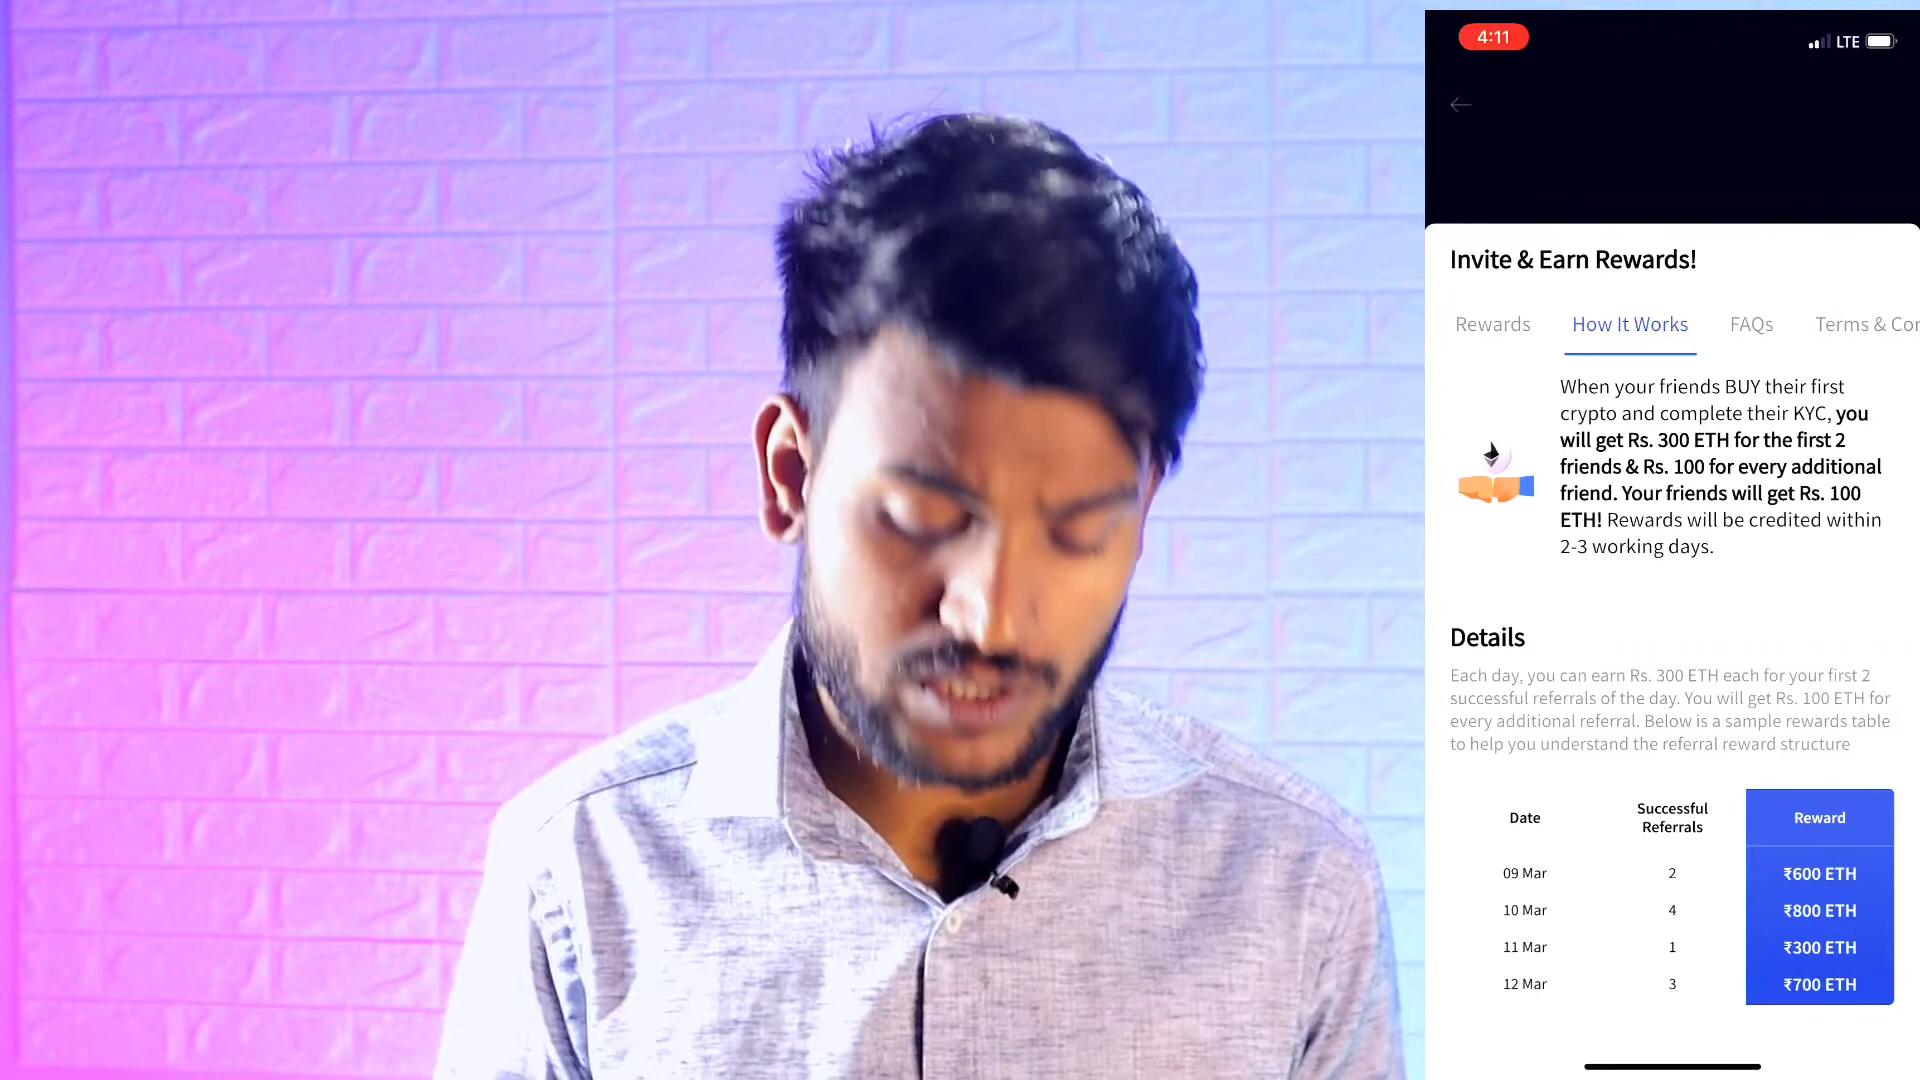 4:11
LTE
Invite & Earn Rewards!
Rewards How It Works FAQs Terms & Cor
When your friends BUY their first
crypto and complete their KYC, you
will get Rs. 300 ETH for the first 2
friends & Rs. 100 for every additional
friend. Your friends will get Rs. 100
ETH! Rewards will be credited within
2-3 working days.
Details
Each day, you can earn Rs. 300 ETH each for your first 2
successful referrals of the day. You will get Rs. 100 ETH for
every additional referral. Below is a sample rewards table
to help you understand the referral reward structure
Date Successful Referrals Reward
09 Mar 2 ₹600 ETH
10 Mar 4 ₹800 ETH
11 Mar 1 ₹300 ETH
12 Mar 3 ₹700 ETH